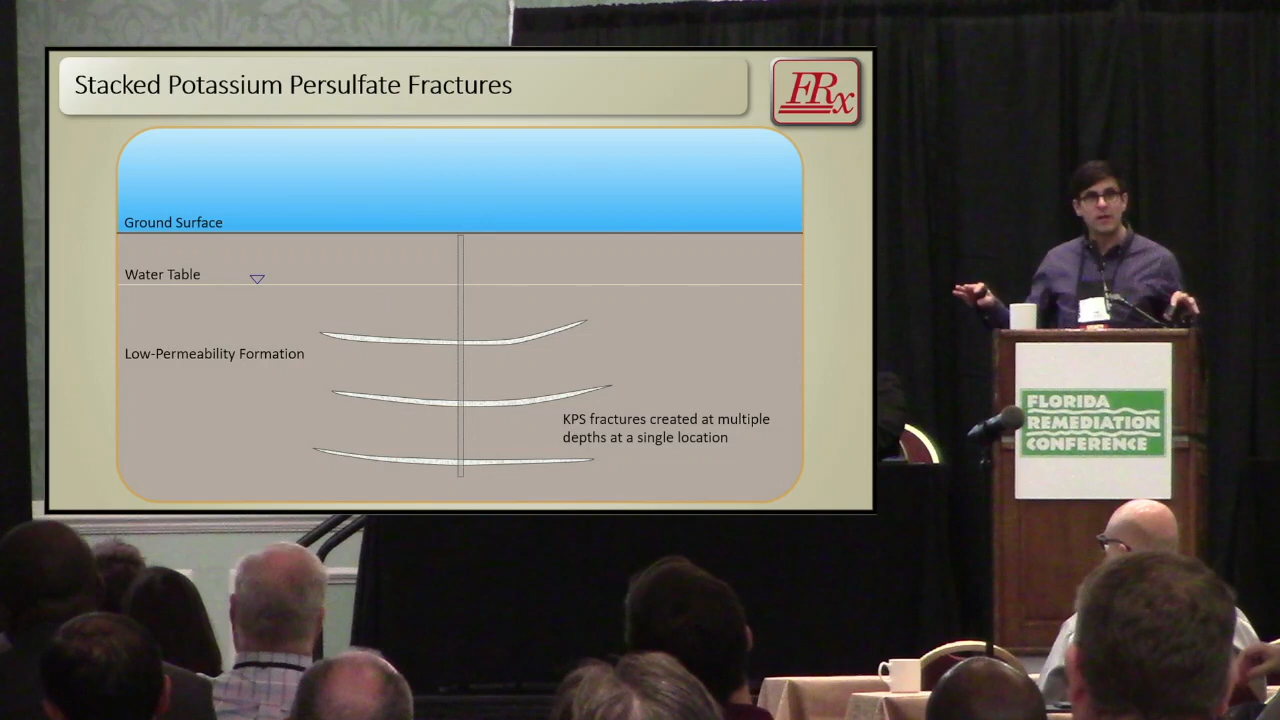 Stacked Potassium Persulfate Fractures
FRx
Ground Surface
Water Table
Low-Permeability Formation
KPS fractures created at multiple
depths at a single location
FLORIDA
REMEDIATION
CONFERENCE